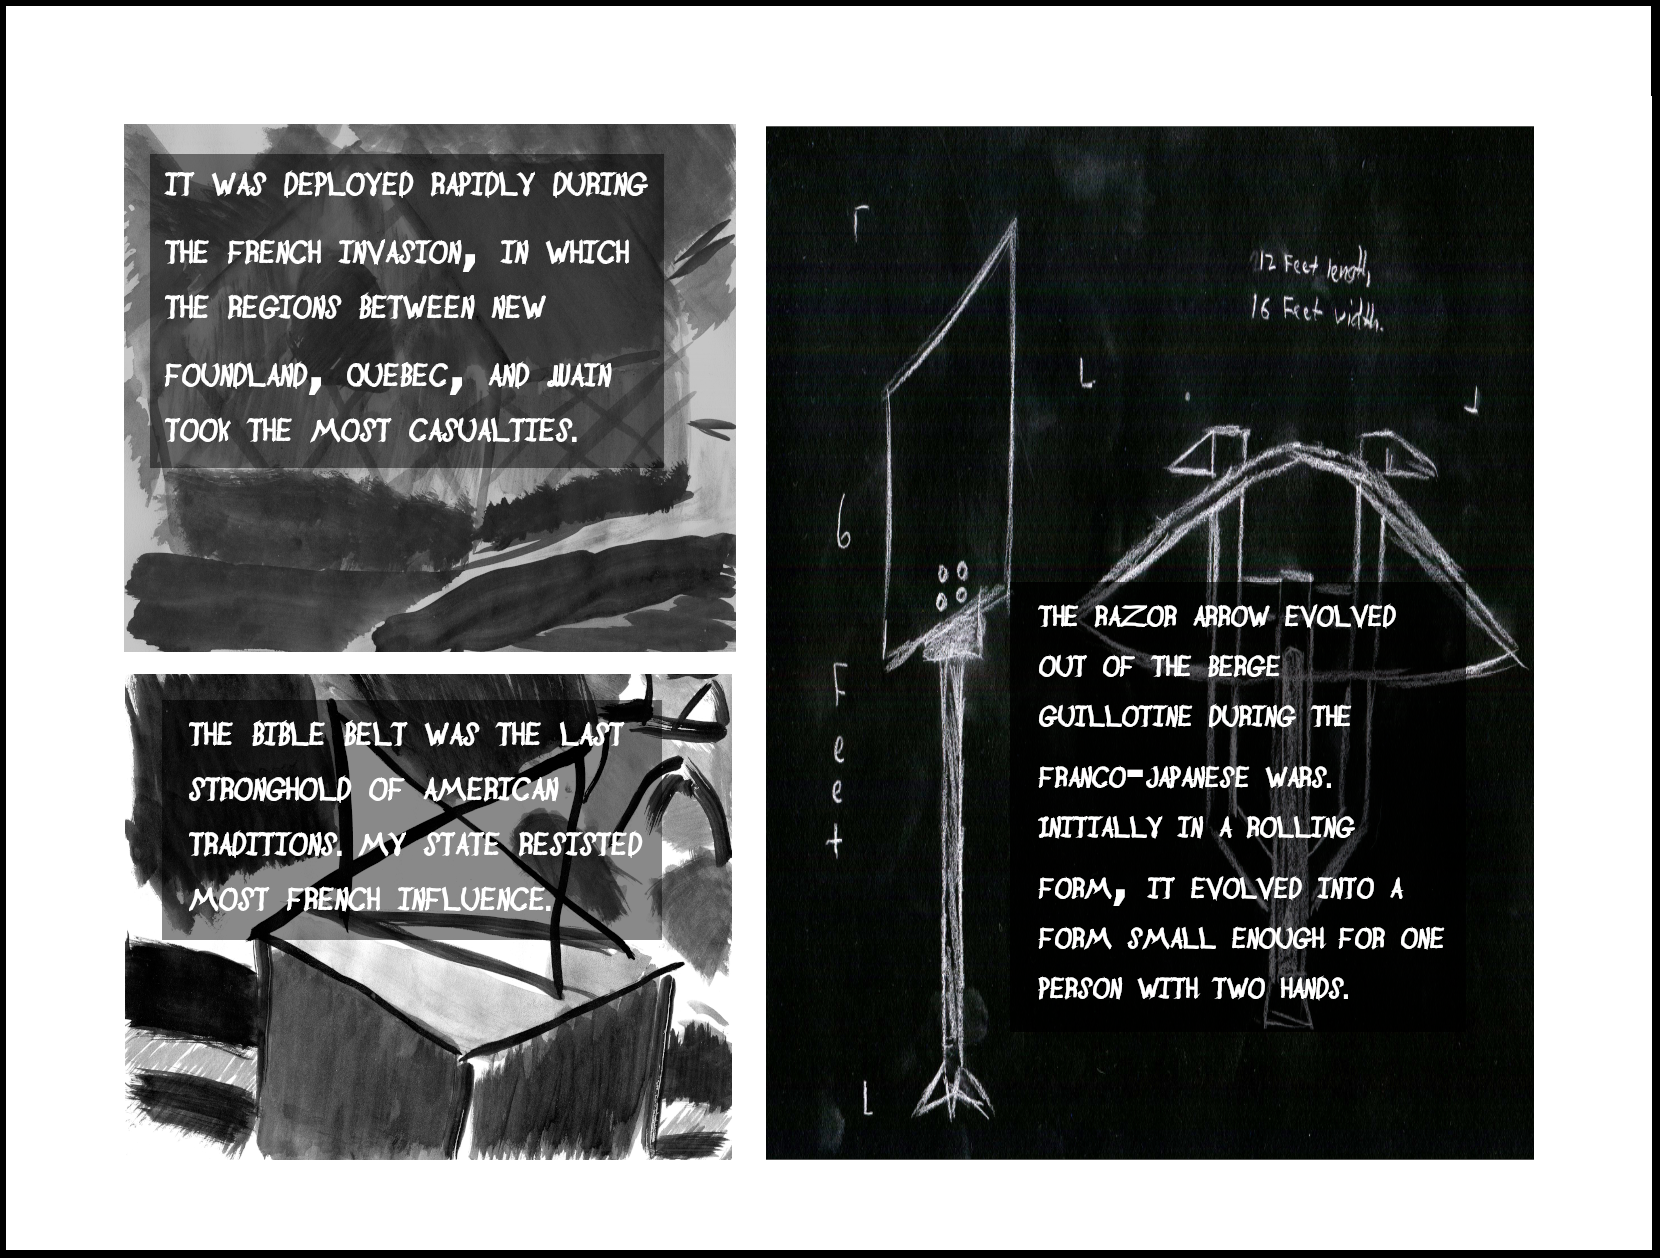 IT WAS DEPLOYED RAPIDLY DURING
THE FRENCH INVASION, IN WHICH
THE REGIONS BETWEEN NEW
FOUNDLAND, QUEBEC, AND
TOOK THE MOST CASUALTIES.
THE BIBLE BELT WAS THE LAST
STRONGHOLD OF AMERICAN
TRADITIONS. MY STATE RESISTED
MOST FRENCH INFLUENCE.
12 Feet length,
16 Feet width.
6 Feet
THE RAZOR ARROW EVOLVED
OUT OF THE BERGE
GUILLOTINE DURING THE
FRANCO-JAPANESE WARS.
INITIALLY IN A ROLLING
FORM, IT EVOLVED INTO A
FORM SMALL ENOUGH FOR ONE
PERSON WITH TWO HANDS.